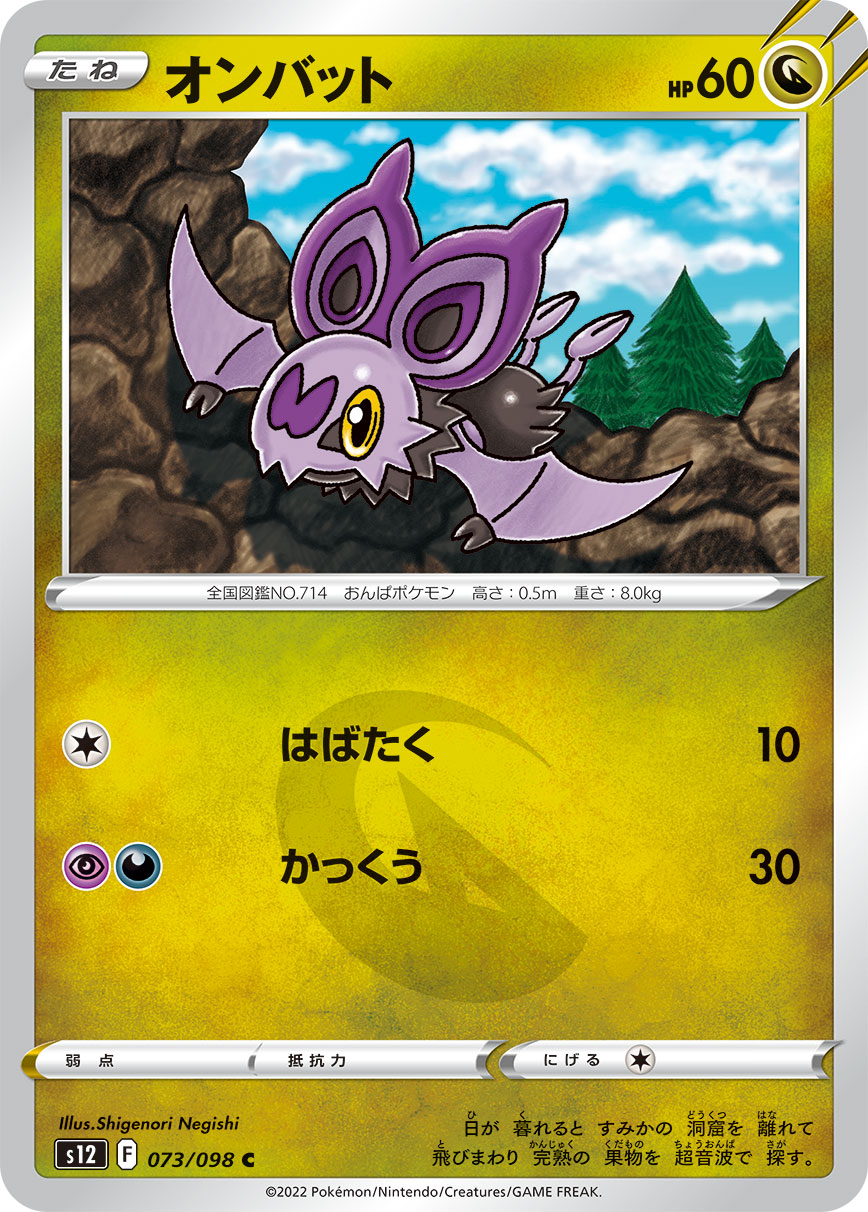 たね オンバット HP60
全国図鑑NO.714 おんぱポケモン 高さ：0.5m 重さ：8.0kg
はばたく 10
かっくう 30
弱点 抵抗力 にげる
Illus.Shigenori Negishi
s12 F 073/098 C
日が 暮れると すみかの 洞窟を 離れて
飛びまわり 完熟の 果物を 超音波で 探す。
©2022 Pokémon/Nintendo/Creatures/GAME FREAK.